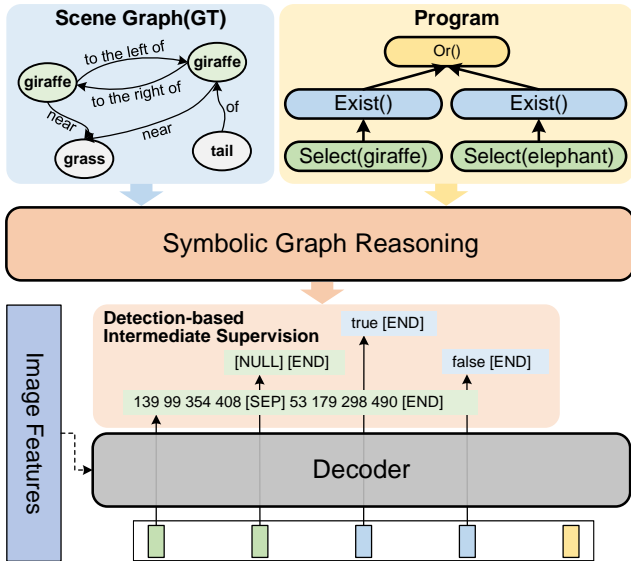 Scene Graph(GT)
giraffe
to the left of
giraffe
to the right of
near
near
of
grass
tail
Program
Or()
Exist()
Exist()
Select(giraffe)
Select(elephant)
Symbolic Graph Reasoning
Image Features
Detection-based
Intermediate Supervision
true [END]
[NULL] [END]
false [END]
139 99 354 408 [SEP] 53 179 298 490 [END]
Decoder